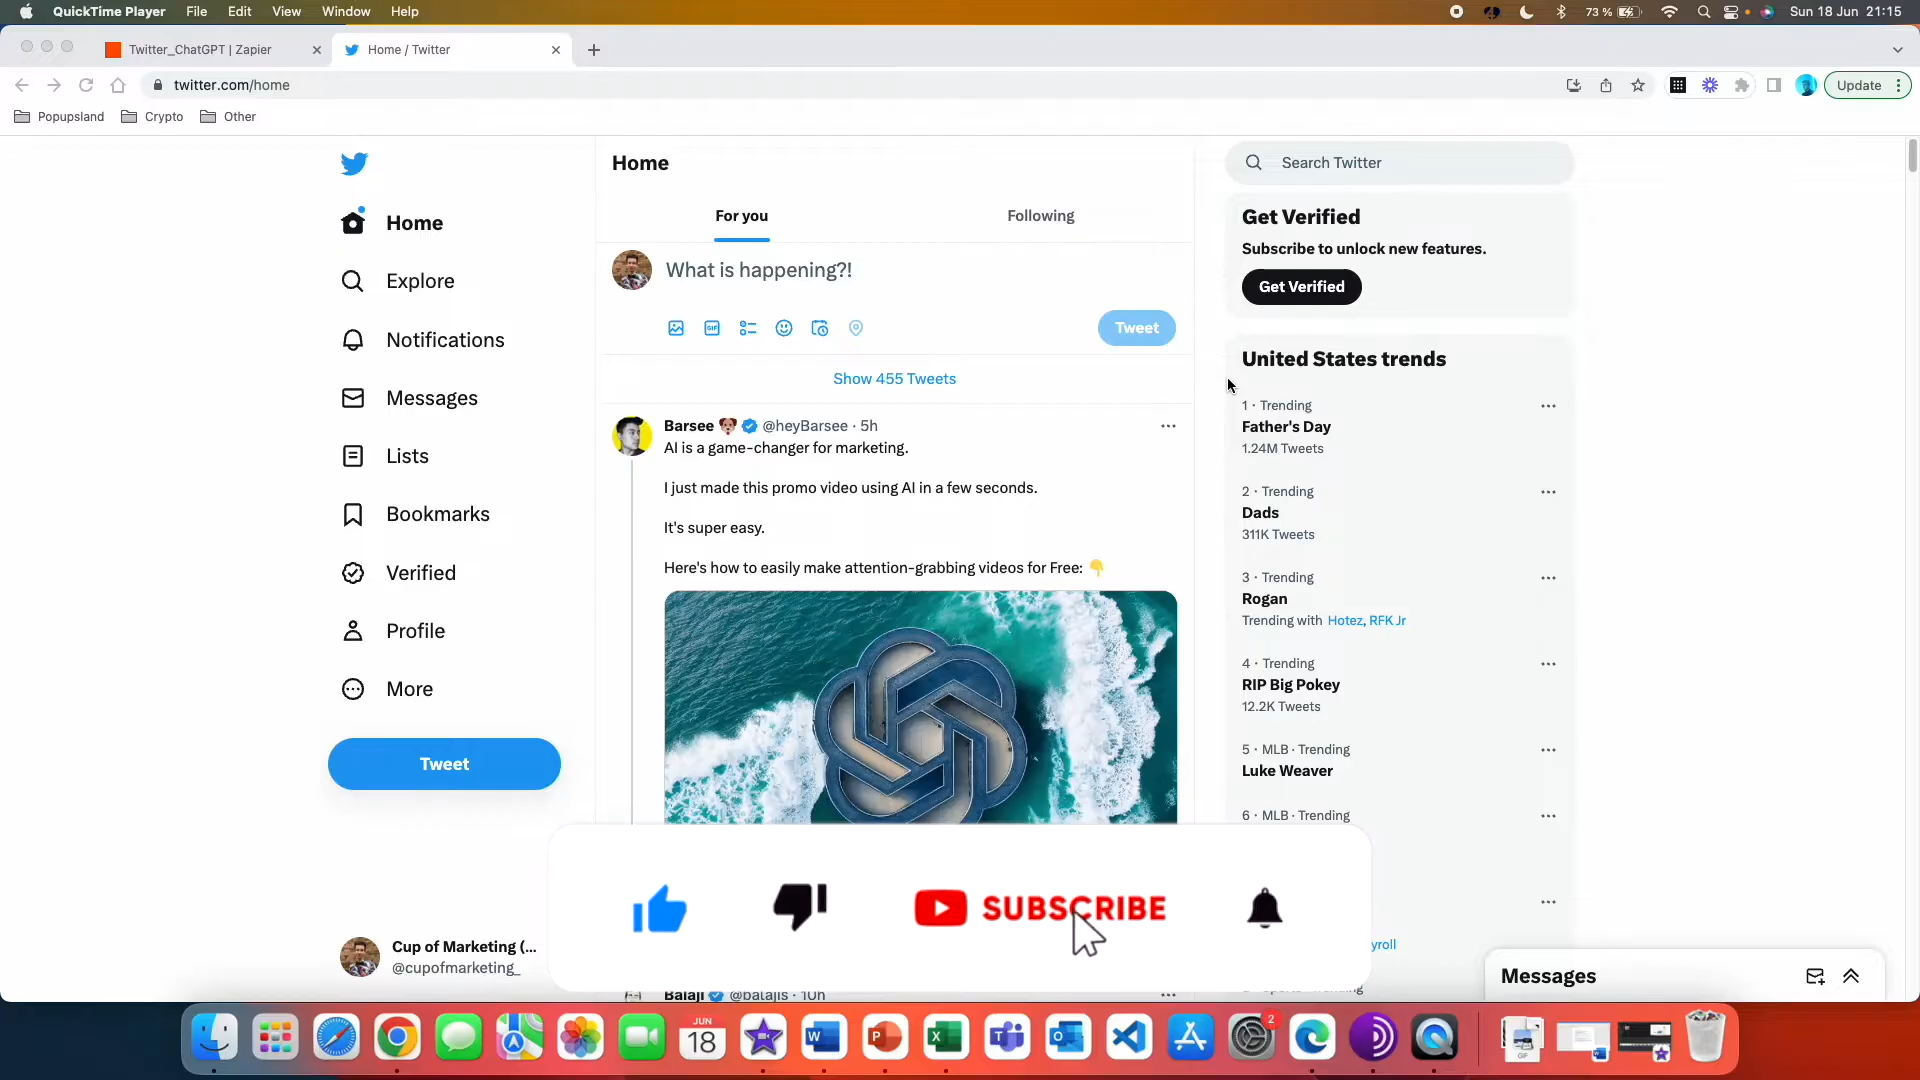 QuickTime Player File Edit View Window Help
73 % Sun 18 Jun 21:15
Twitter_ChatGPT | Zapier
Home / Twitter
twitter.com/home
Update
Popupsland Crypto Other
Home
Explore
Notifications
Messages
Lists
Bookmarks
Verified
Profile
More
Tweet
Cup of Marketing (...
@cupofmarketing_
Home
For you Following
What is happening?!
GIF
Tweet
Show 455 Tweets
Barsee @heyBarsee · 5h
AI is a game-changer for marketing.
I just made this promo video using AI in a few seconds.
It's super easy.
Here's how to easily make attention-grabbing videos for Free:
Balaji @balajis · 10h
Search Twitter
Get Verified
Subscribe to unlock new features.
Get Verified
United States trends
1 · Trending
Father's Day
1.24M Tweets
2 · Trending
Dads
311K Tweets
3 · Trending
Rogan
Trending with Hotez, RFK Jr
4 · Trending
RIP Big Pokey
12.2K Tweets
5 · MLB · Trending
Luke Weaver
6 · MLB · Trending
yroll
SUBSCRIBE
Messages
JUN
18
W
P
X
T
O
2
GIF